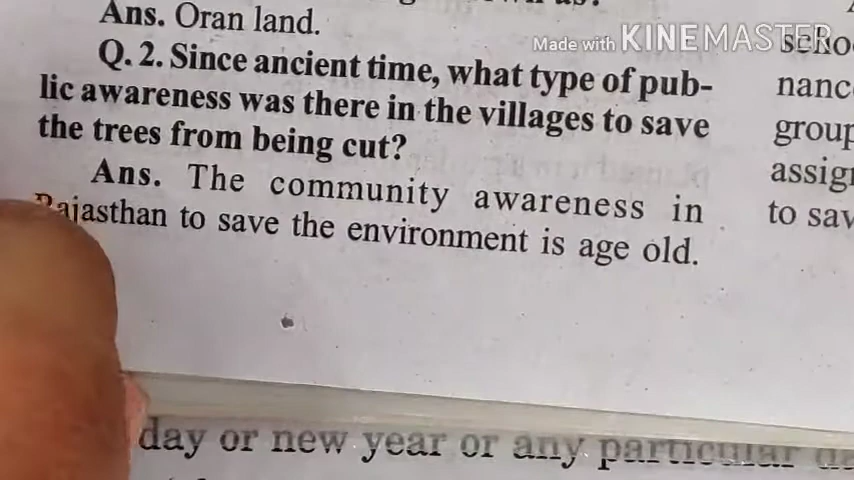 Ans. Oran land.
Made with KINEMASTER
Q. 2. Since ancient time, what type of pub-
lic awareness was there in the villages to save
the trees from being cut?
Ans. The community awareness in
Rajasthan to save the environment is age old.
day or new year or any particular
scho
nanc
group
assig
to sav